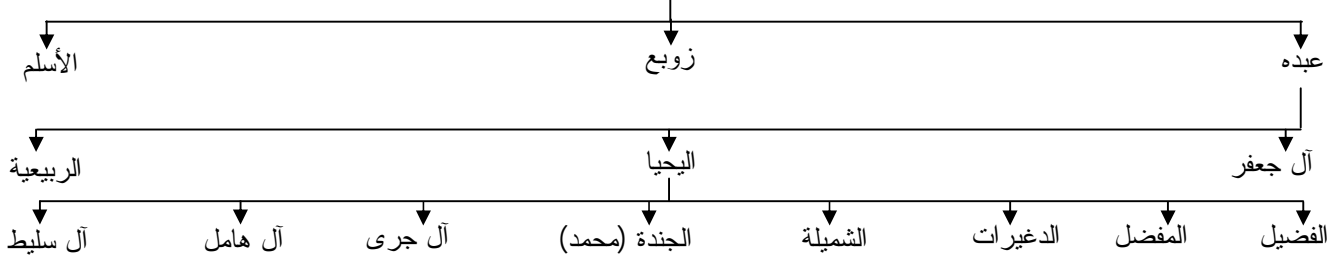 عبده زوبع الأسلم
آل جعفر اليحيا الربيعية
الفضيل المفضل الدغيرات الشميلة الجندة (محمد) آل جرى آل هامل آل سليط